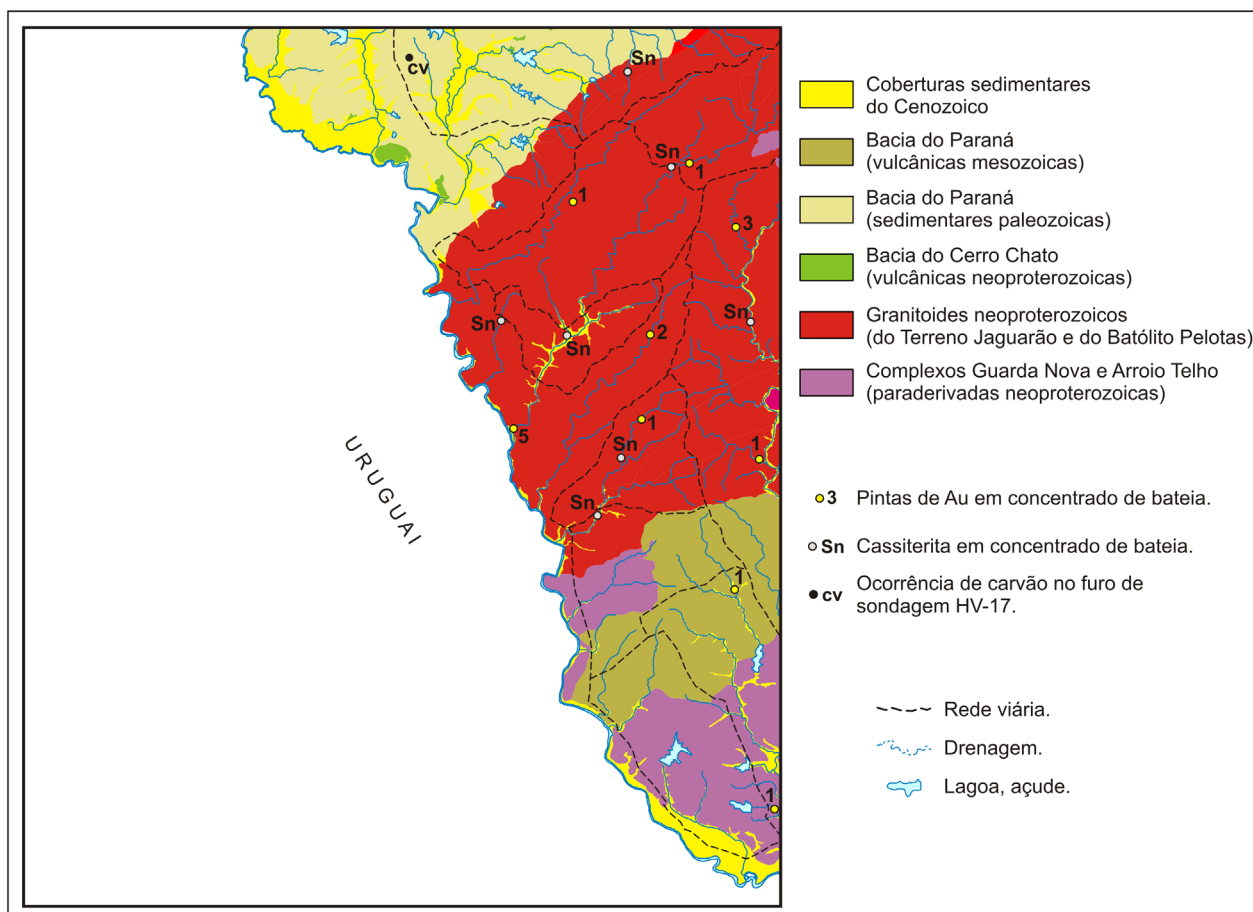 Sn
cv
Sn
1
1
3
Sn
Sn
Sn
2
5
1
Sn
1
Sn
URUGUAI
1
1
Coberturas sedimentares
do Cenozoico
Bacia do Paraná
(vulcânicas mesozoicas)
Bacia do Paraná
(sedimentares paleozoicas)
Bacia do Cerro Chato
(vulcânicas neoproterozoicas)
Granitoides neoproterozoicos
(do Terreno Jaguarão e do Batólito Pelotas)
Complexos Guarda Nova e Arroio Telho
(paraderivadas neoproterozoicas)
3 Pintas de Au em concentrado de bateia.
Sn Cassiterita em concentrado de bateia.
cv Ocorrência de carvão no furo de
sondagem HV-17.
Rede viária.
Drenagem.
Lagoa, açude.